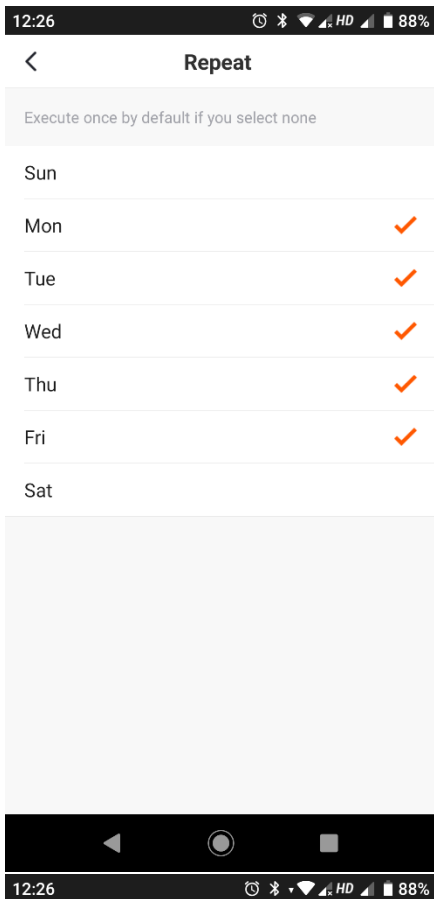 12:26 HD 88%
Repeat
Execute once by default if you select none
Sun
Mon
Tue
Wed
Thu
Fri
Sat
12:26 HD 88%